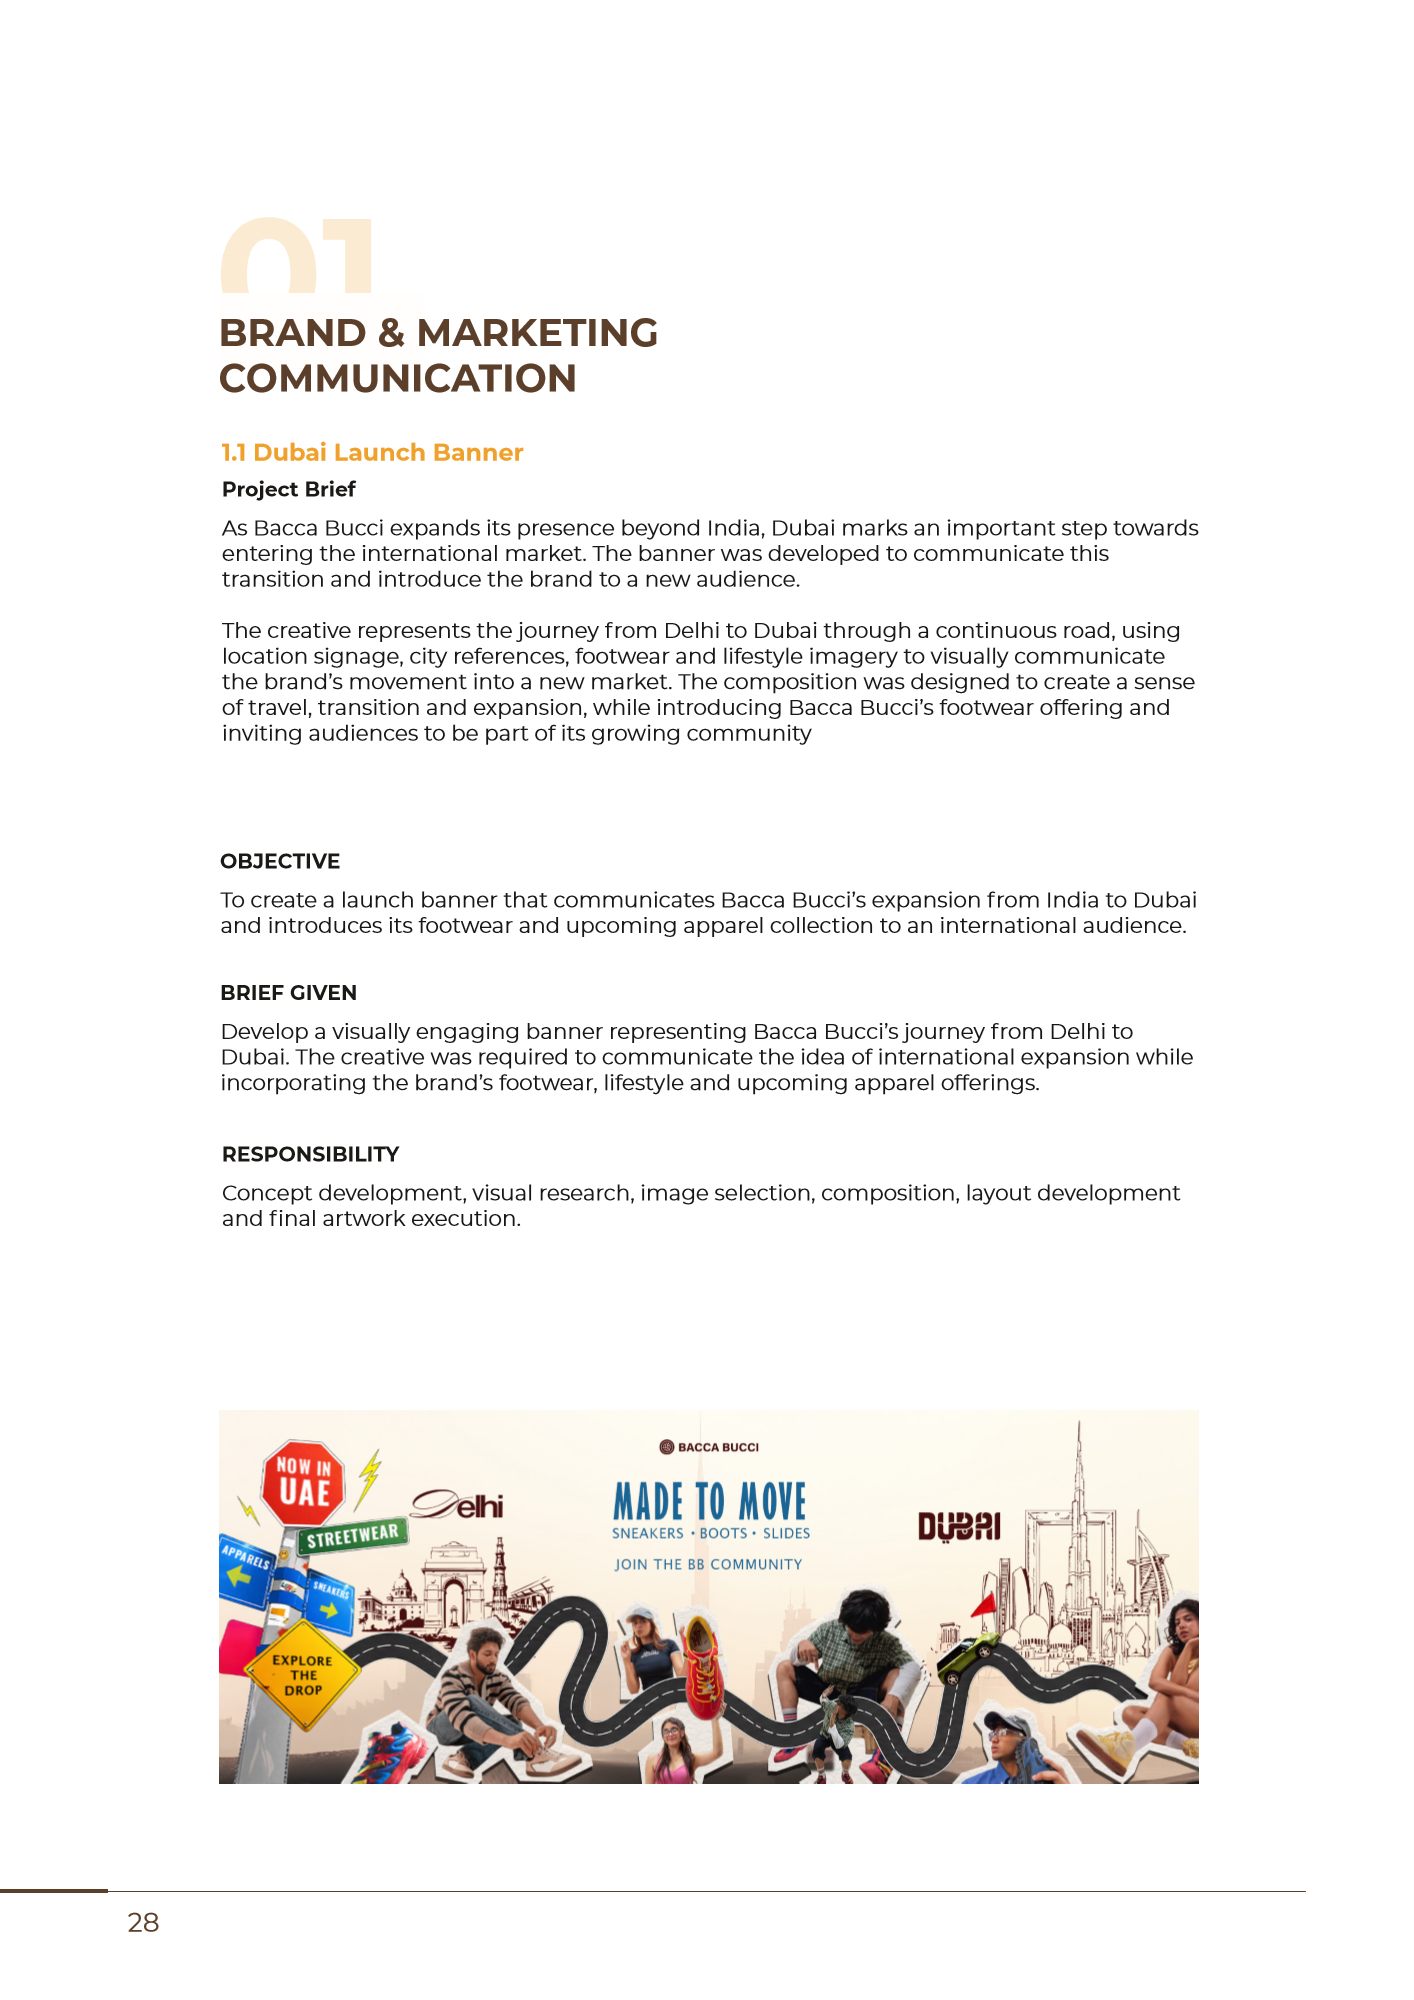 01
BRAND & MARKETING
COMMUNICATION
1.1 Dubai Launch Banner
Project Brief
As Bacca Bucci expands its presence beyond India, Dubai marks an important step towards
entering the international market. The banner was developed to communicate this
transition and introduce the brand to a new audience.
The creative represents the journey from Delhi to Dubai through a continuous road, using
location signage, city references, footwear and lifestyle imagery to visually communicate
the brand’s movement into a new market. The composition was designed to create a sense
of travel, transition and expansion, while introducing Bacca Bucci’s footwear offering and
inviting audiences to be part of its growing community
OBJECTIVE
To create a launch banner that communicates Bacca Bucci’s expansion from India to Dubai
and introduces its footwear and upcoming apparel collection to an international audience.
BRIEF GIVEN
Develop a visually engaging banner representing Bacca Bucci’s journey from Delhi to
Dubai. The creative was required to communicate the idea of international expansion while
incorporating the brand’s footwear, lifestyle and upcoming apparel offerings.
RESPONSIBILITY
Concept development, visual research, image selection, composition, layout development
and final artwork execution.
NOW IN
UAE
STREETWEAR
APPARELS
SNEAKERS
EXPLORE
THE
DROP
Delhi
BACCA BUCCI
MADE TO MOVE
SNEAKERS • BOOTS • SLIDES
JOIN THE BB COMMUNITY
DUBAI
28